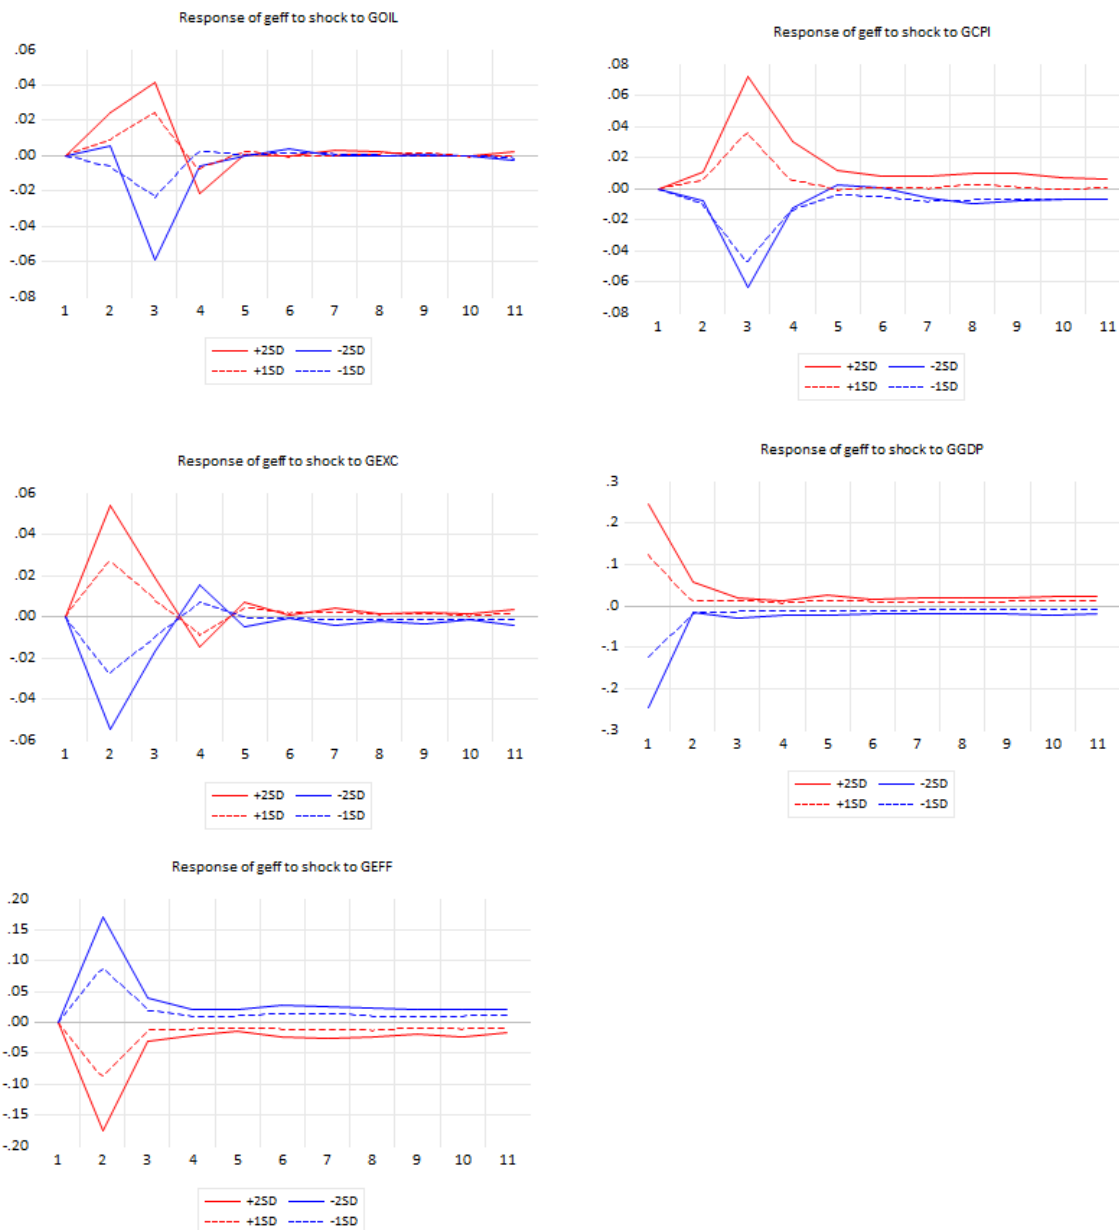 Response of geff to shock to GOIL
.06
.04
.02
.00
-.02
-.04
-.06
-.08
1 2 3 4 5 6 7 8 9 10 11
+2SD -2SD
+1SD -1SD
Response of geff to shock to GCPI
.08
.06
.04
.02
.00
-.02
-.04
-.06
-.08
1 2 3 4 5 6 7 8 9 10 11
+2SD -2SD
+1SD -1SD
Response of geff to shock to GEXC
.06
.04
.02
.00
-.02
-.04
-.06
1 2 3 4 5 6 7 8 9 10 11
+2SD -2SD
+1SD -1SD
Response of geff to shock to GGDP
.3
.2
.1
.0
-.1
-.2
-.3
1 2 3 4 5 6 7 8 9 10 11
+2SD -2SD
+1SD -1SD
Response of geff to shock to GEFF
.20
.15
.10
.05
.00
-.05
-.10
-.15
-.20
1 2 3 4 5 6 7 8 9 10 11
+2SD -2SD
+1SD -1SD